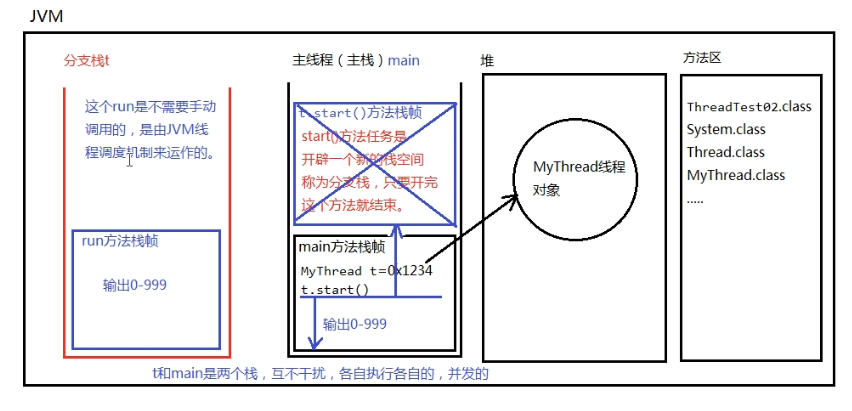 JVM
分支栈t
这个run是不需要手动
调用的，是由JVM线
程调度机制来运作的。
run方法栈帧
输出0-999
主线程（主栈）main
t.start()方法栈帧
start()方法任务是
开辟一个新的栈空间
称为分支栈，只要开完
这个方法就结束。
main方法栈帧
MyThread t=0x1234
t.start()
输出0-999
堆
MyThread线程
对象
方法区
ThreadTest02.class
System.class
Thread.class
MyThread.class
.....
t和main是两个栈，互不干扰，各自执行各自的，并发的